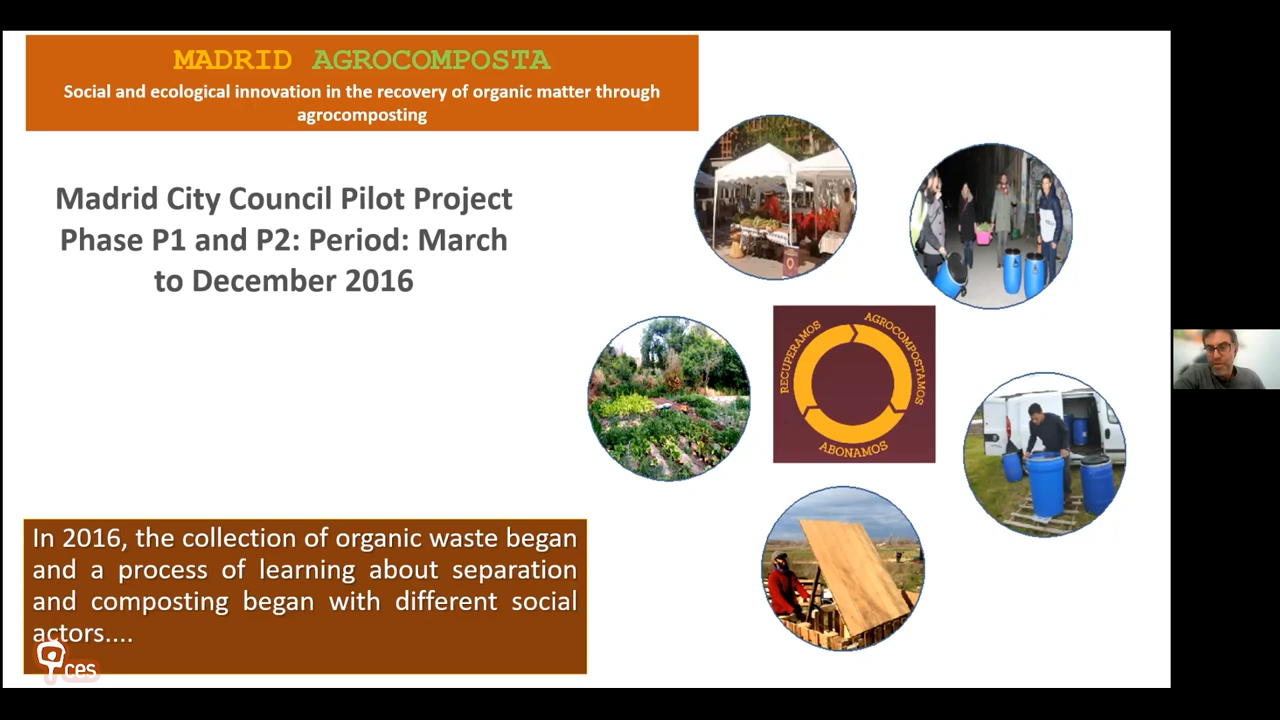 MADRID AGROCOMPOSTA
Social and ecological innovation in the recovery of organic matter through
agrocomposting
Madrid City Council Pilot Project
Phase P1 and P2: Period: March
to December 2016
RECUPERAMOS
AGROCOMPOSTAMOS
ABONAMOS
In 2016, the collection of organic waste began
and a process of learning about separation
and composting began with different social
actors....
ces